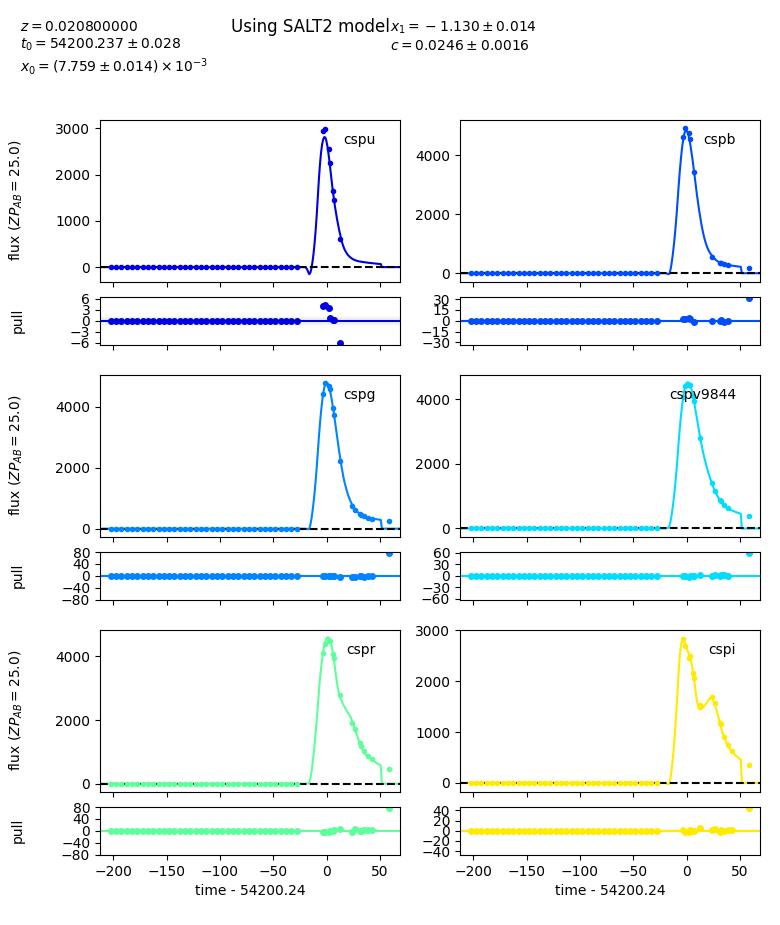 z = 0.020800000
Using SALT2 model
x₁ = −1.130 ± 0.014
t₀ = 54200.237 ± 0.028
c = 0.0246 ± 0.0016
x₀ = (7.759 ± 0.014) × 10⁻³
flux (ZP_AB = 25.0)
3000
2000
1000
0
cspu
4000
2000
0
cspb
pull
6
3
0
−3
−6
30
15
0
−15
−30
flux (ZP_AB = 25.0)
4000
2000
0
cspg
4000
2000
0
cspv9844
pull
80
40
0
−40
−80
60
30
0
−30
−60
flux (ZP_AB = 25.0)
4000
2000
0
cspr
3000
2000
1000
0
cspi
pull
80
40
0
−40
−80
40
20
0
−20
−40
−200 −150 −100 −50 0 50
−200 −150 −100 −50 0 50
time - 54200.24
time - 54200.24